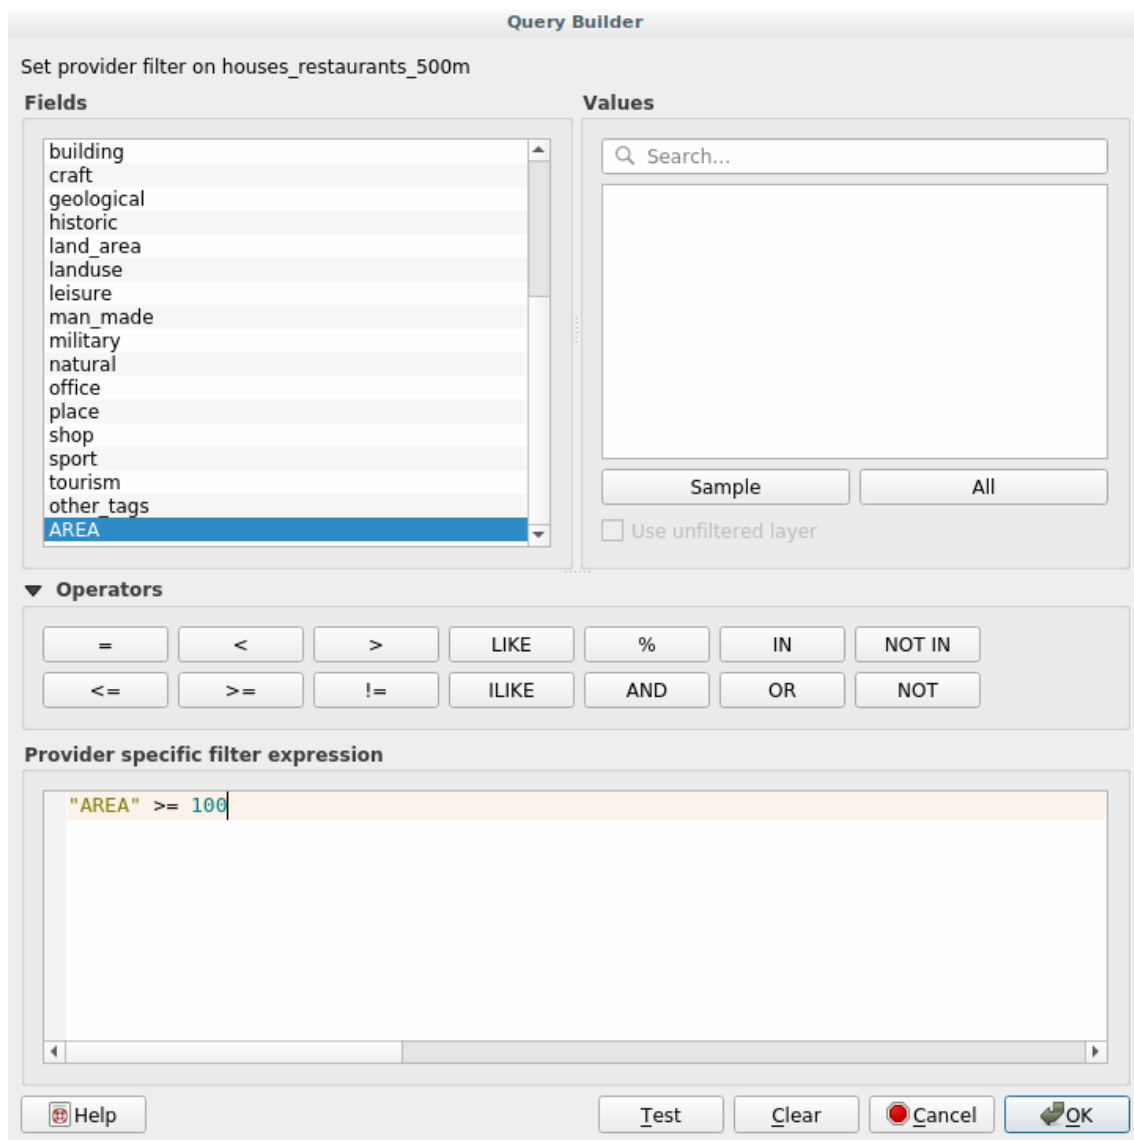 Query Builder
Set provider filter on houses_restaurants_500m
Fields
Values
building
craft
geological
historic
land_area
landuse
leisure
man_made
military
natural
office
place
shop
sport
tourism
other_tags
AREA
Search...
Sample
All
Use unfiltered layer
Operators
= < > LIKE % IN NOT IN
<= >= != ILIKE AND OR NOT
Provider specific filter expression
"AREA" >= 100
Help Test Clear Cancel OK